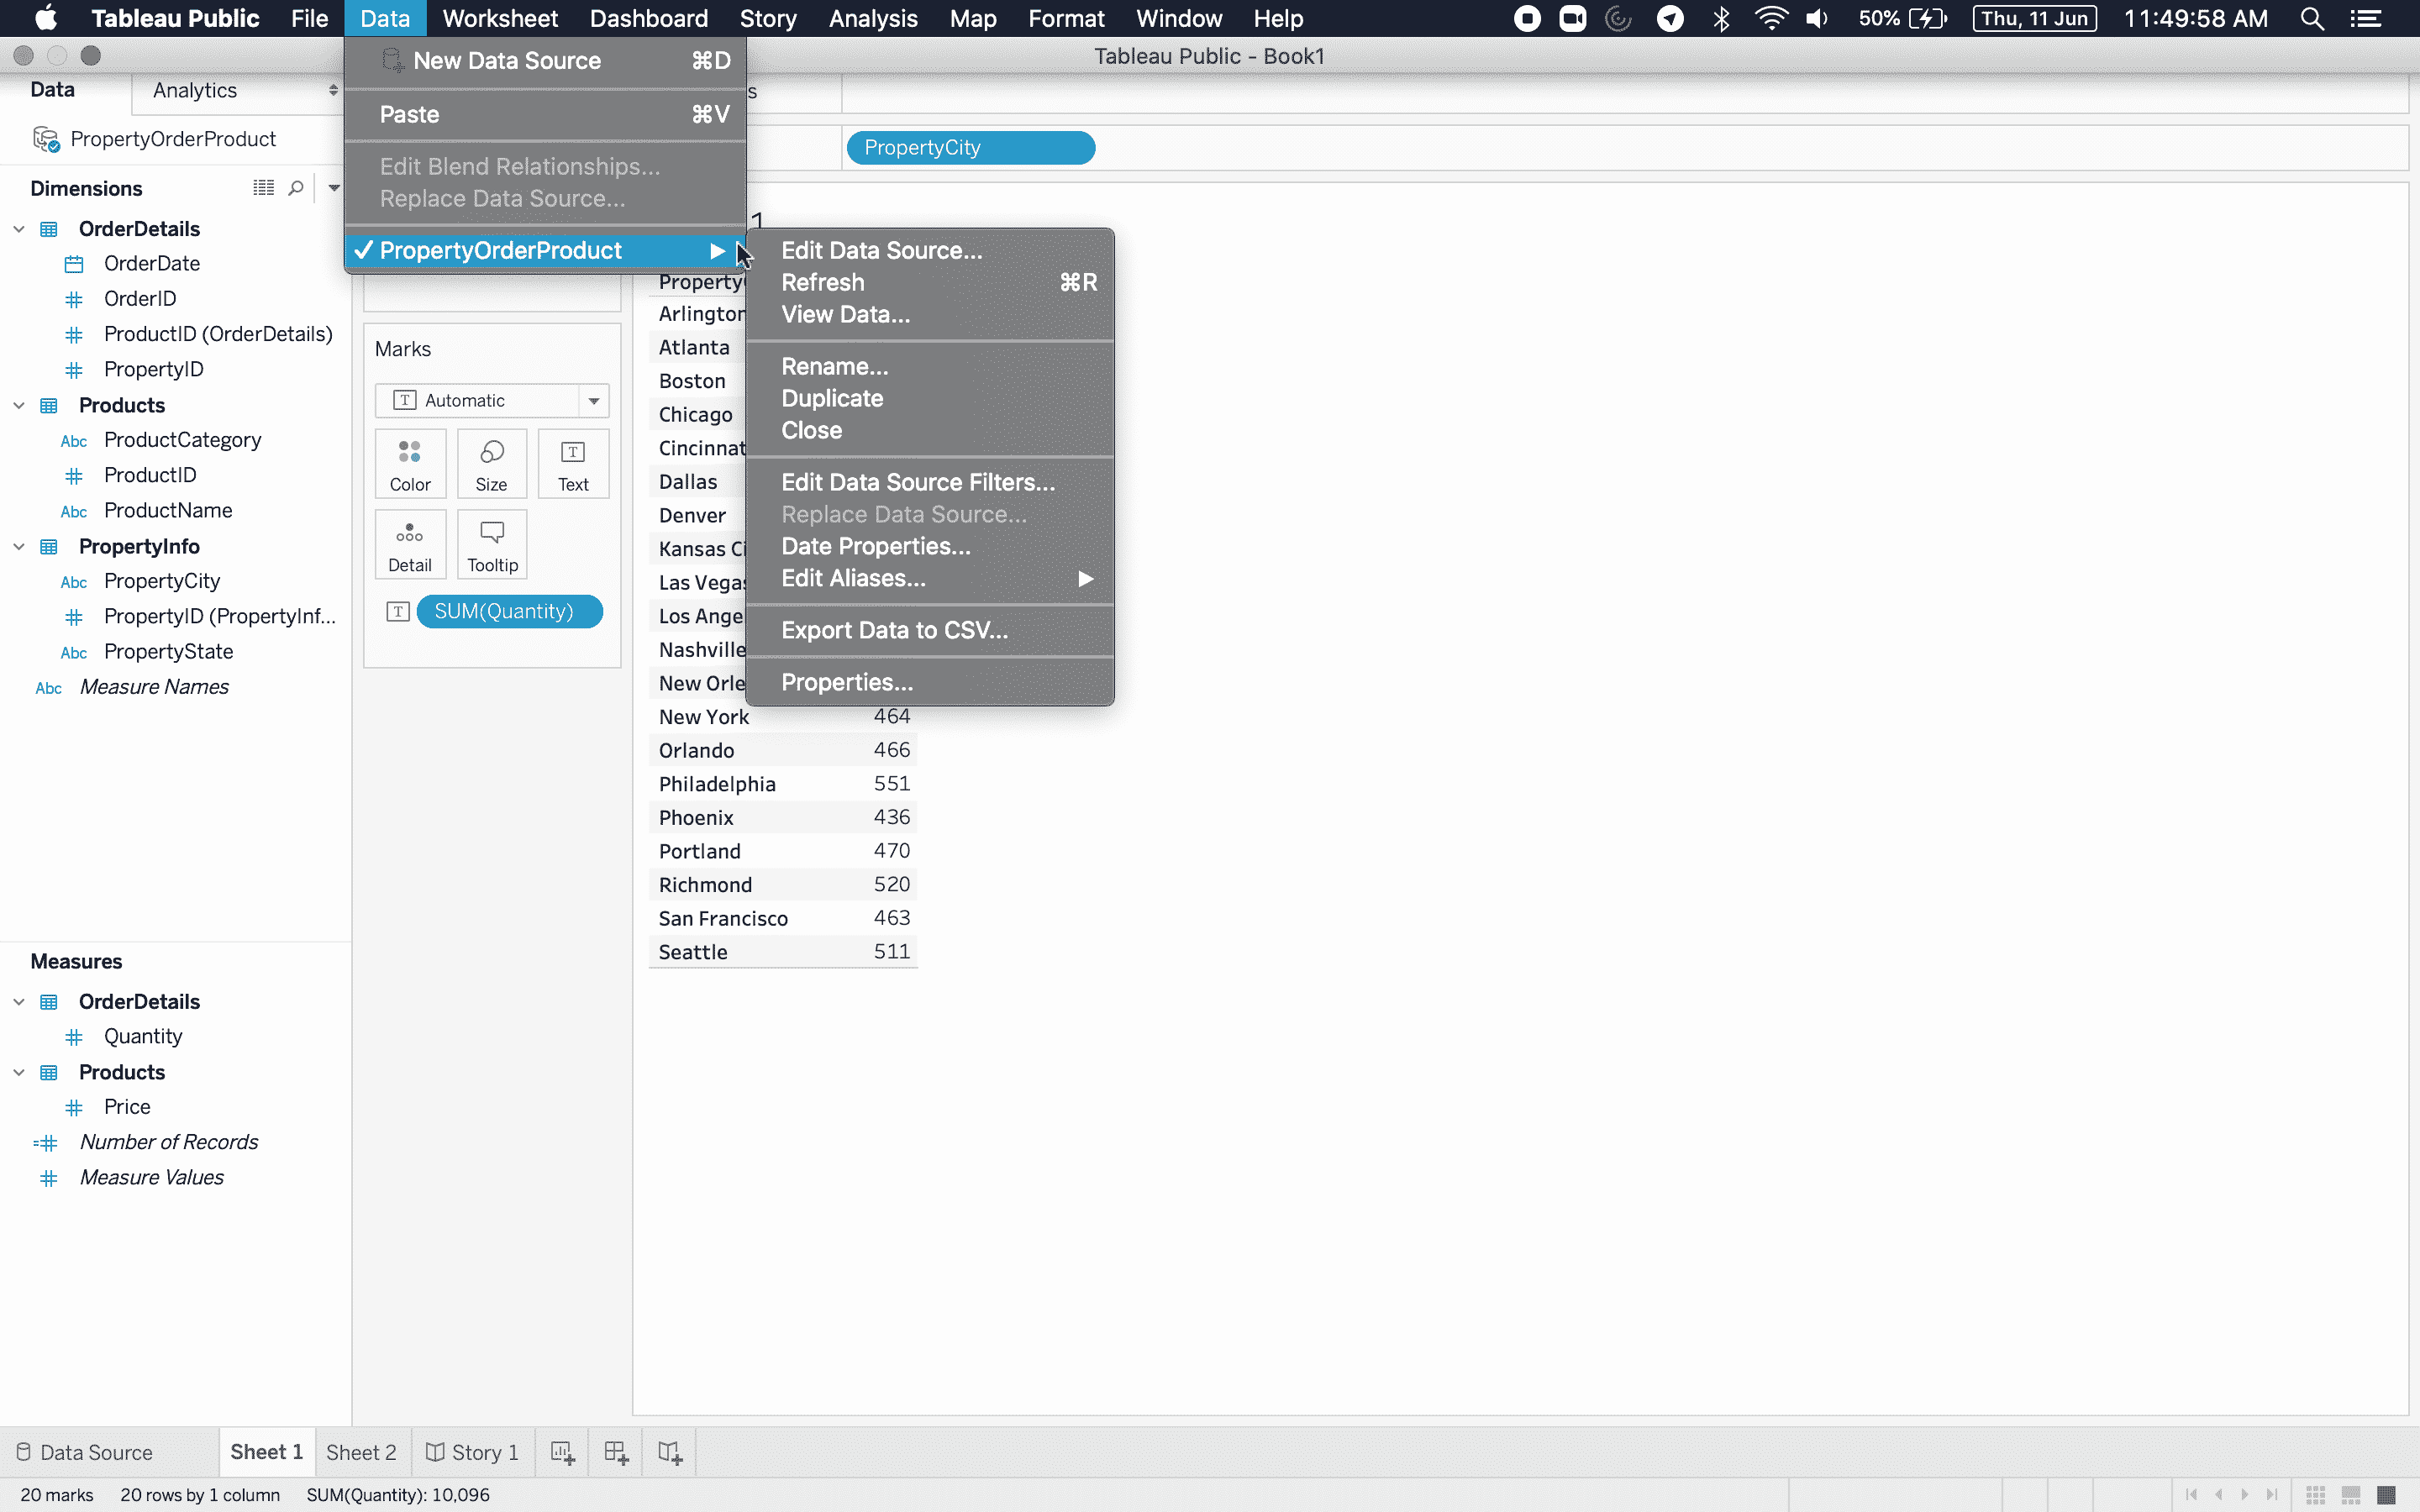 Tableau Public File Data Worksheet Dashboard Story Analysis Map Format Window Help 50% Thu, 11 Jun 11:49:58 AM
Tableau Public - Book1
Data Analytics
PropertyOrderProduct
Dimensions
OrderDetails
OrderDate
OrderID
ProductID (OrderDetails)
PropertyID
Products
Abc ProductCategory
ProductID
Abc ProductName
PropertyInfo
Abc PropertyCity
PropertyID (PropertyInf...
Abc PropertyState
Abc Measure Names
Measures
OrderDetails
Quantity
Products
Price
Number of Records
Measure Values
New Data Source ⌘D
Paste ⌘V
Edit Blend Relationships...
Replace Data Source...
✓ PropertyOrderProduct
Edit Data Source...
Refresh ⌘R
View Data...
Rename...
Duplicate
Close
Edit Data Source Filters...
Replace Data Source...
Date Properties...
Edit Aliases...
Export Data to CSV...
Properties...
s
PropertyCity
1
Marks
T Automatic
Color Size T Text
Detail Tooltip
T SUM(Quantity)
Property
Arlington
Atlanta
Boston
Chicago
Cincinnat
Dallas
Denver
Kansas Ci
Las Vegas
Los Ange
Nashville
New Orle
New York 464
Orlando 466
Philadelphia 551
Phoenix 436
Portland 470
Richmond 520
San Francisco 463
Seattle 511
Data Source Sheet 1 Sheet 2 Story 1
20 marks 20 rows by 1 column SUM(Quantity): 10,096